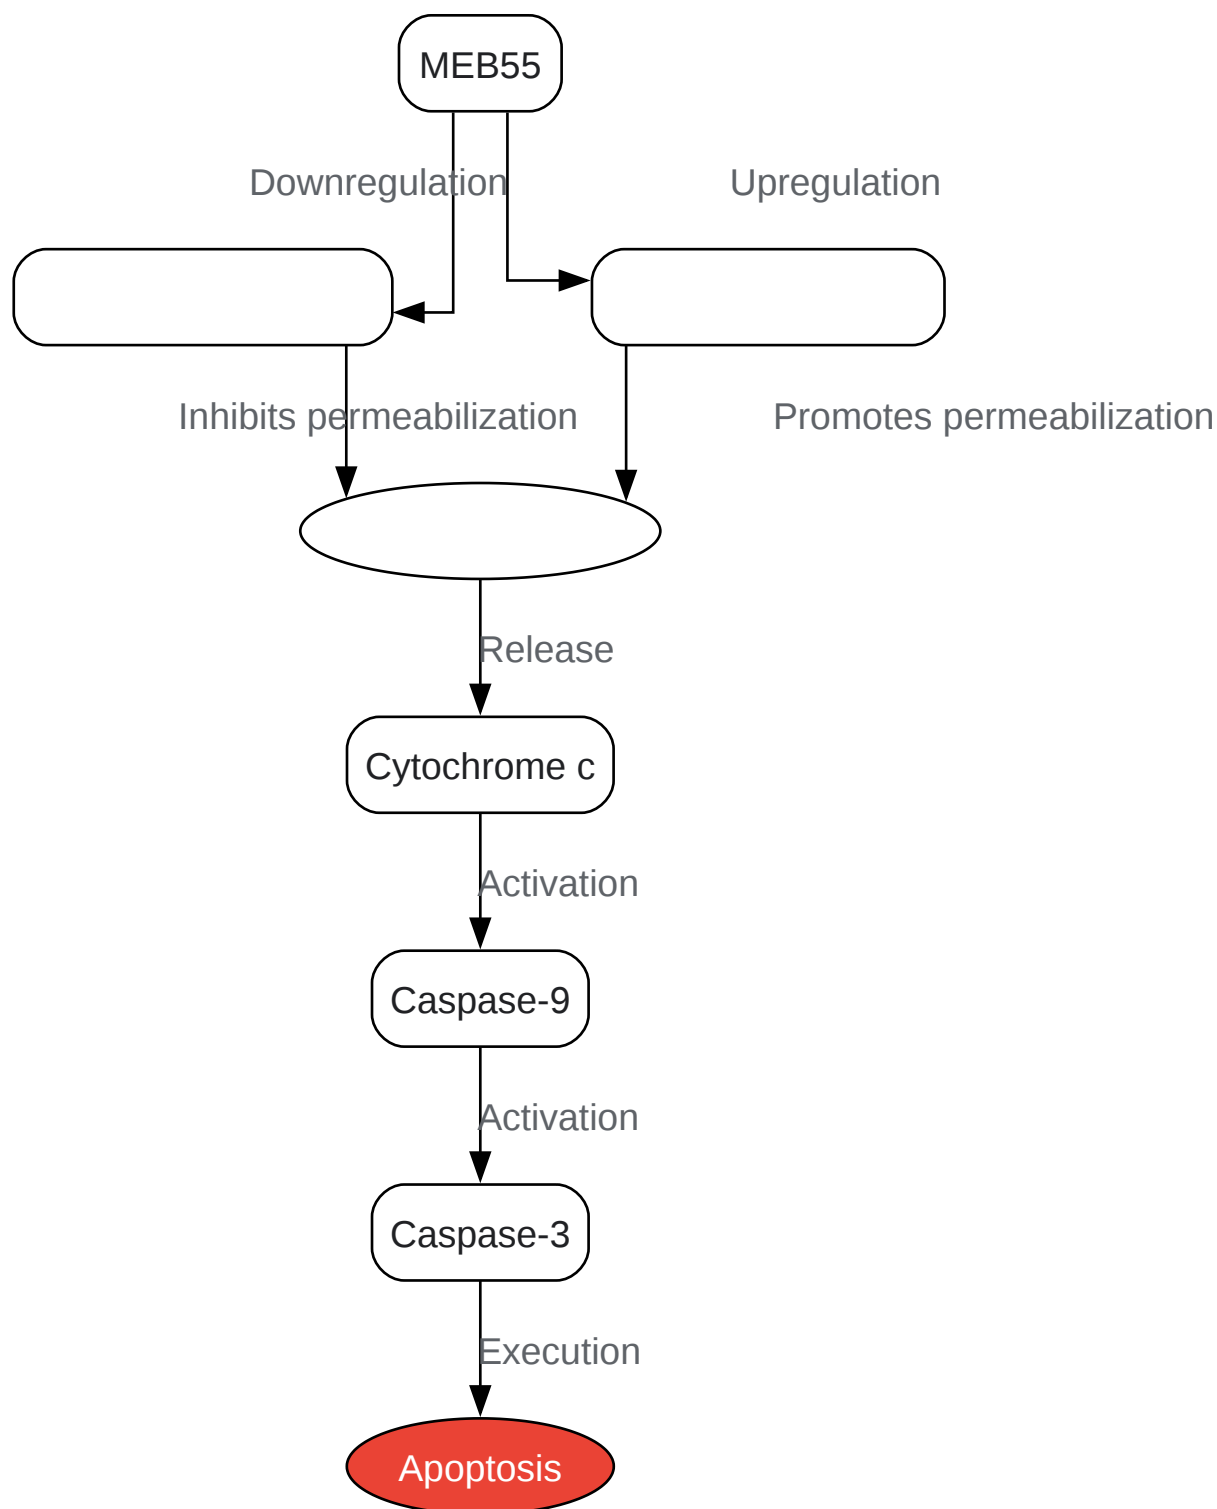 MEB55
Downregulation
Upregulation
Inhibits permeabilization
Promotes permeabilization
Release
Cytochrome c
Activation
Caspase-9
Activation
Caspase-3
Execution
Apoptosis